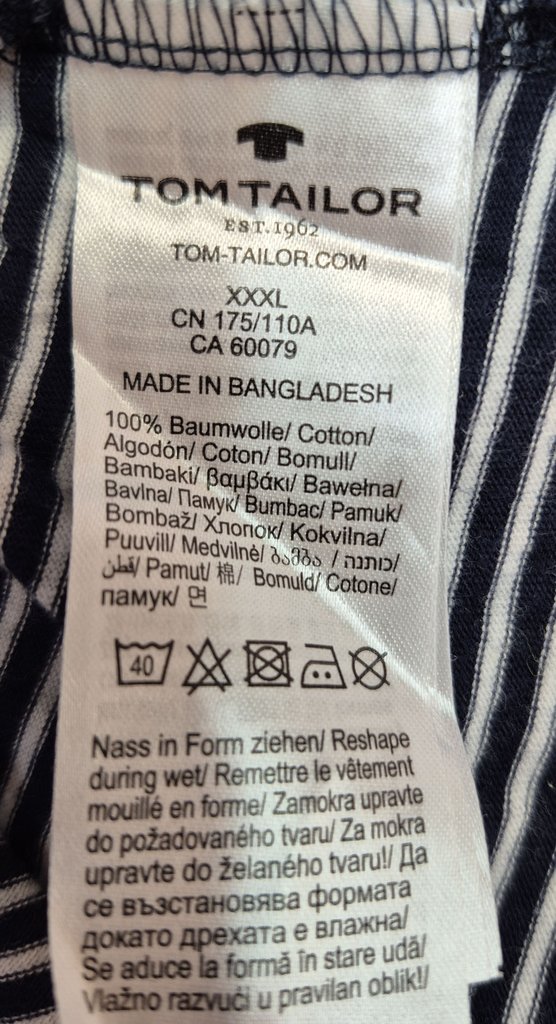 TOM TAILOR
EST. 1962
TOM-TAILOR.COM
XXXL
CN 175/110A
CA 60079
MADE IN BANGLADESH
100% Baumwolle/ Cotton/
Algodón/ Coton/ Bomull/
Bambaki/ βαμβάκι/ Bawełna/
Bavlna/ Памук/ Bumbac/ Pamuk/
Bombaž/ Хлопок/ Kokvilna/
Puuvill/ Medvilnė/ ბამბა / כותנה/
قطن/ Pamut/ 棉/ Bomuld/ Cotone/
памук/ 면
40
Nass in Form ziehen/ Reshape
during wet/ Remettre le vêtement
mouillé en forme/ Zamokra upravte
do požadovaného tvaru/ Za mokra
upravte do želaného tvaru!/ Да
се възстановява формата
докато дрехата е влажна/
Se aduce la formă în stare udă/
Vlažno razvući u pravilan oblik!/